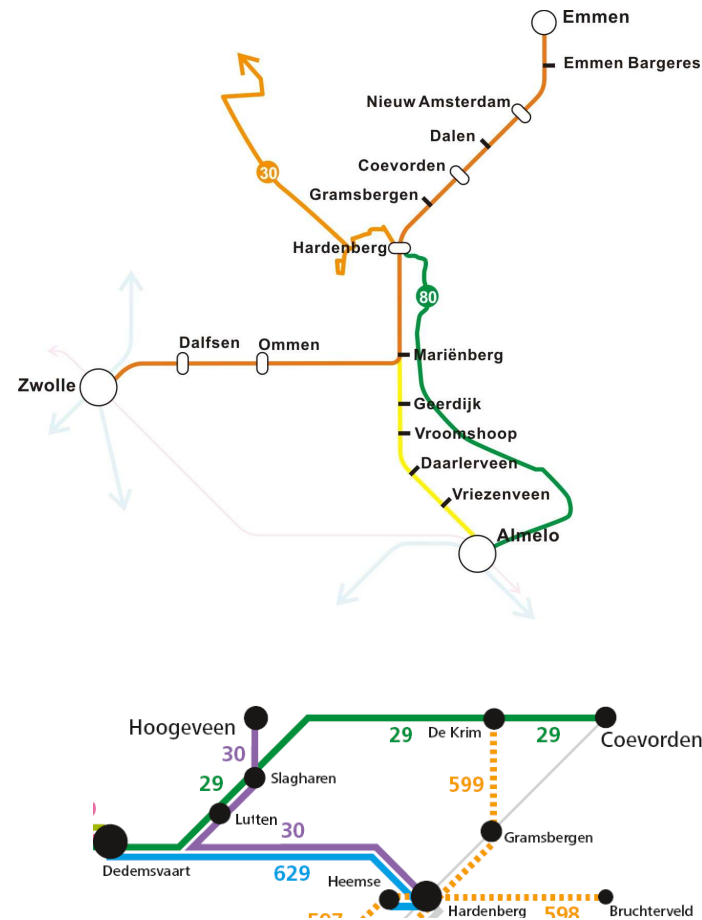 Emmen
Emmen Bargeres
Nieuw Amsterdam
Dalen
Coevorden
30
Gramsbergen
Hardenberg
80
Dalfsen
Ommen
Mariënberg
Zwolle
Geerdijk
Vroomshoop
Daarlerveen
Vriezenveen
Almelo
Hoogeveen
29
De Krim
29
Coevorden
30
Slagharen
29
599
Lutten
30
Gramsbergen
Dedemsvaart
629
Heemse
Hardenberg
598
Bruchterveld